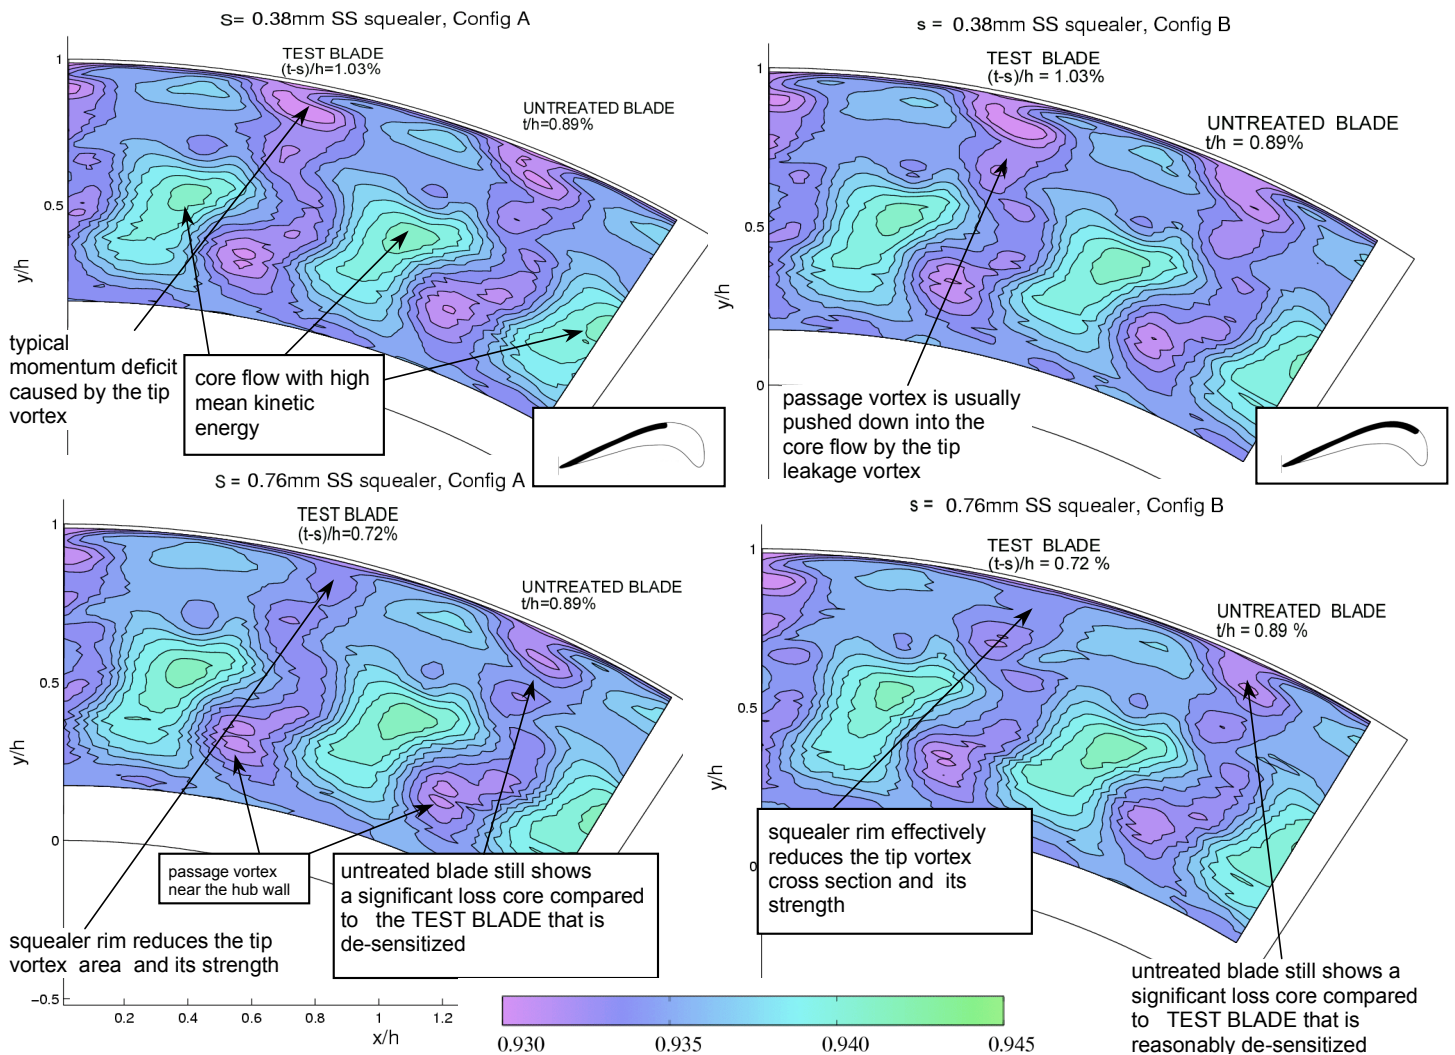 S= 0.38mm SS squealer, Config A
TEST BLADE
(t-s)/h=1.03%
UNTREATED BLADE
t/h=0.89%
1
0.5
y/h
typical
momentum deficit
caused by the tip
vortex
core flow with high
mean kinetic
energy
s = 0.38mm SS squealer, Config B
TEST BLADE
(t-s)/h = 1.03%
UNTREATED BLADE
t/h = 0.89%
1
0.5
0
y/h
passage vortex is usually
pushed down into the
core flow by the tip
leakage vortex
S = 0.76mm SS squealer, Config A
TEST BLADE
(t-s)/h=0.72%
UNTREATED BLADE
t/h=0.89%
1
0.5
0
−0.5
y/h
passage vortex
near the hub wall
untreated blade still shows
a significant loss core compared
to the TEST BLADE that is
de-sensitized
squealer rim reduces the tip
vortex area and its strength
0.2 0.4 0.6 0.8 1 1.2
x/h
s = 0.76mm SS squealer, Config B
TEST BLADE
(t-s)/h = 0.72 %
UNTREATED BLADE
t/h = 0.89 %
1
0.5
0
y/h
squealer rim effectively
reduces the tip vortex
cross section and its
strength
untreated blade still shows a
significant loss core compared
to TEST BLADE that is
reasonably de-sensitized
0.930 0.935 0.940 0.945